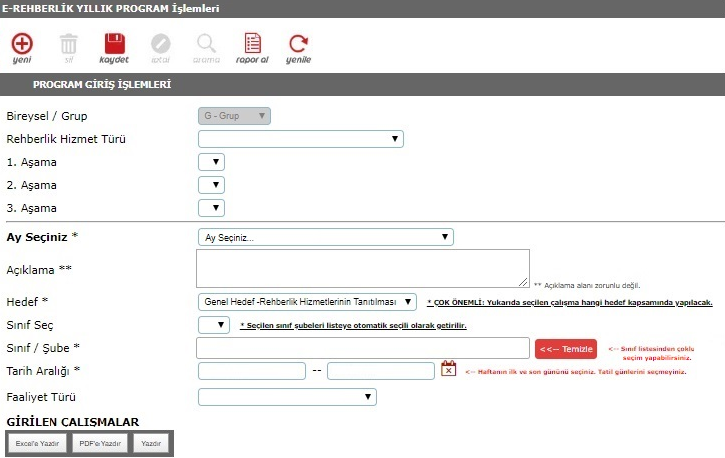 E-REHBERLİK YILLIK PROGRAM İşlemleri
yeni sil kaydet iptal arama rapor al yenile
PROGRAM GİRİŞ İŞLEMLERİ
Bireysel / Grup G - Grup
Rehberlik Hizmet Türü
1. Aşama
2. Aşama
3. Aşama
Ay Seçiniz * Ay Seçiniz...
Açıklama ** ** Açıklama alanı zorunlu değil.
Hedef * Genel Hedef -Rehberlik Hizmetlerinin Tanıtılması * ÇOK ÖNEMLİ: Yukarıda seçilen çalışma hangi hedef kapsamında yapılacak.
Sınıf Seç * Seçilen sınıf şubeleri listeye otomatik seçili olarak getirilir.
Sınıf / Şube * <<-- Temizle <-- Sınıf listesinden çoklu
seçim yapabilirsiniz.
Tarih Aralığı * -- <-- Haftanın ilk ve son gününü seçiniz. Tatil günlerini seçmeyiniz.
Faaliyet Türü
GİRİLEN ÇALIŞMALAR
Excel'e Yazdır PDF'e Yazdır Yazdır